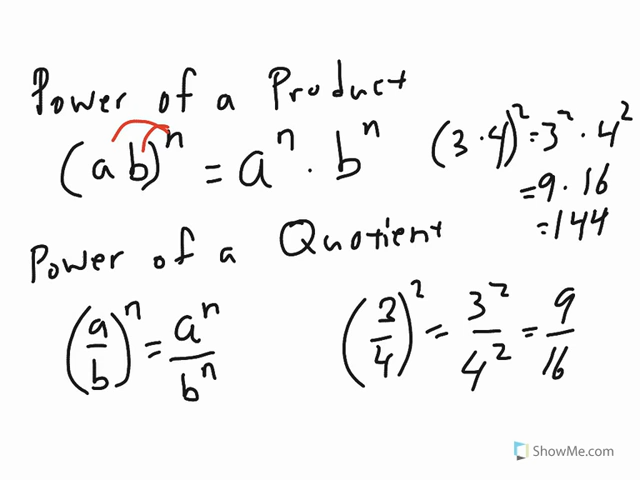 Power of a Product
(ab)ⁿ = aⁿ · bⁿ
(3 · 4)² = 3² · 4²
= 9 · 16
= 144
Power of a Quotient
(a/b)ⁿ = aⁿ/bⁿ
(3/4)² = 3²/4² = 9/16
ShowMe.com